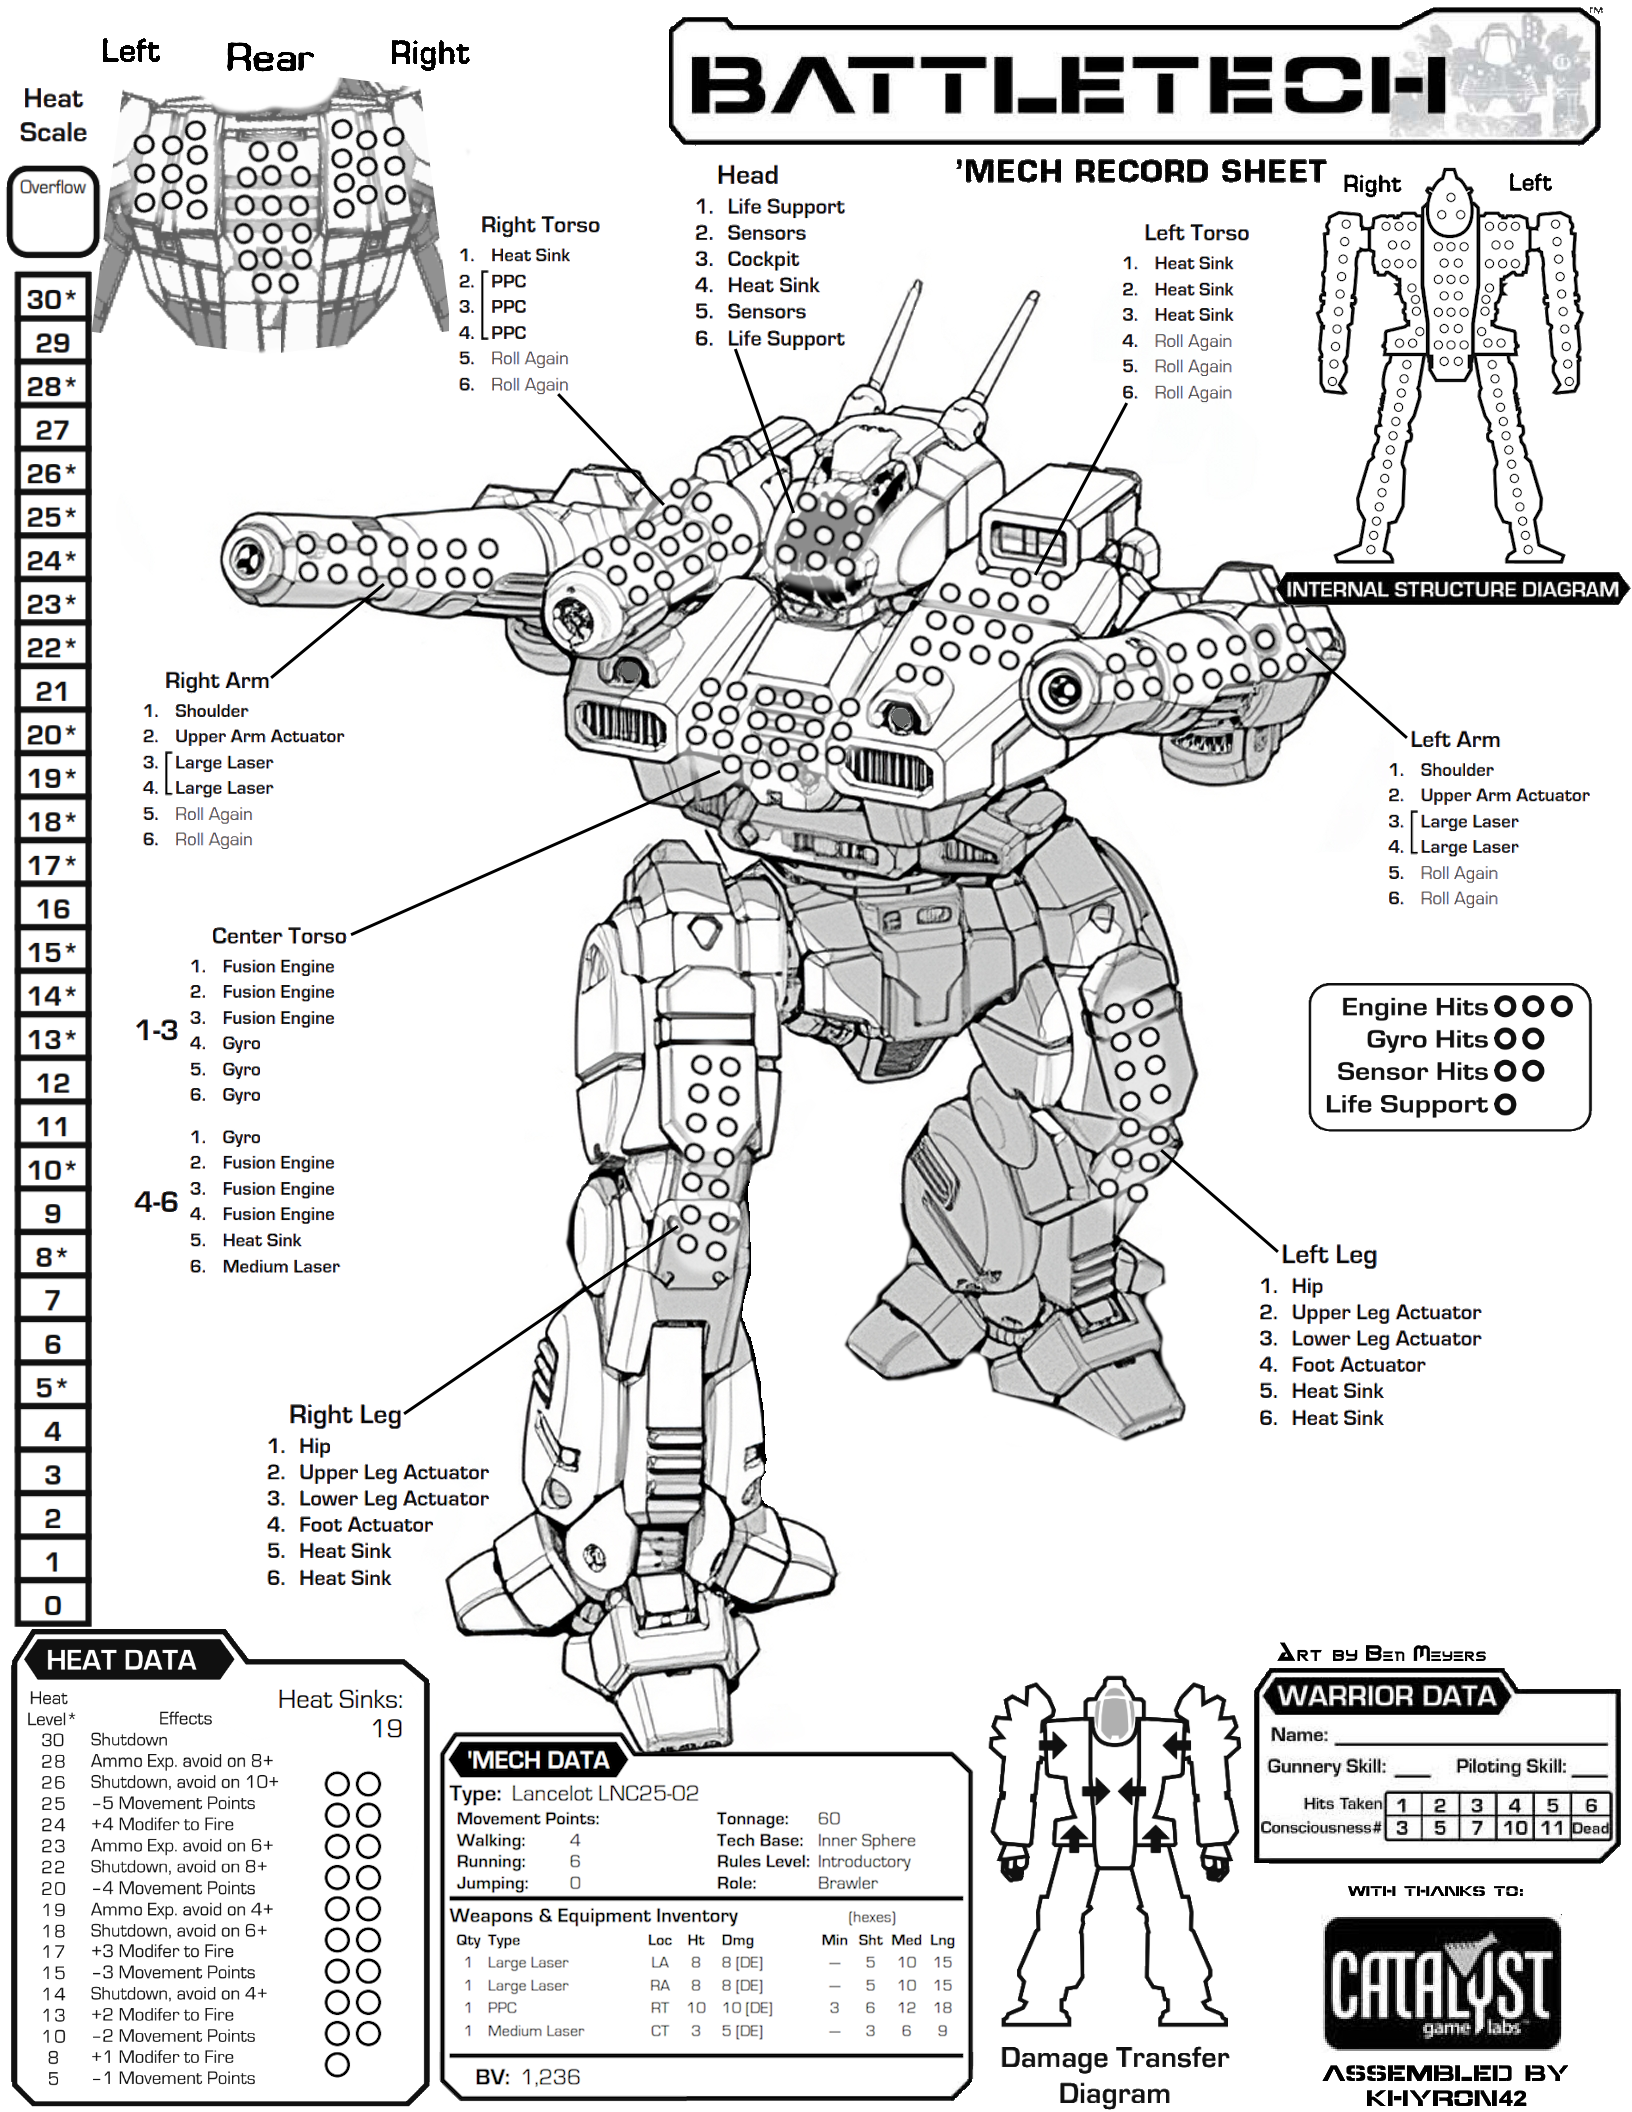 Left Rear Right
BATTLETECH
TM
'MECH RECORD SHEET
Heat
Scale
Overflow
30*
29
28*
27
26*
25*
24*
23*
22*
21
20*
19*
18*
17*
16
15*
14*
13*
12
11
10*
9
8*
7
6
5*
4
3
2
1
0
Head
1. Life Support
2. Sensors
3. Cockpit
4. Heat Sink
5. Sensors
6. Life Support
Right Torso
1. Heat Sink
2. PPC
3. PPC
4. PPC
5. Roll Again
6. Roll Again
Left Torso
1. Heat Sink
2. Heat Sink
3. Heat Sink
4. Roll Again
5. Roll Again
6. Roll Again
Right Left
INTERNAL STRUCTURE DIAGRAM
Right Arm
1. Shoulder
2. Upper Arm Actuator
3. Large Laser
4. Large Laser
5. Roll Again
6. Roll Again
Left Arm
1. Shoulder
2. Upper Arm Actuator
3. Large Laser
4. Large Laser
5. Roll Again
6. Roll Again
Center Torso
1-3
1. Fusion Engine
2. Fusion Engine
3. Fusion Engine
4. Gyro
5. Gyro
6. Gyro
4-6
1. Gyro
2. Fusion Engine
3. Fusion Engine
4. Fusion Engine
5. Heat Sink
6. Medium Laser
Engine Hits
Gyro Hits
Sensor Hits
Life Support
Left Leg
1. Hip
2. Upper Leg Actuator
3. Lower Leg Actuator
4. Foot Actuator
5. Heat Sink
6. Heat Sink
Right Leg
1. Hip
2. Upper Leg Actuator
3. Lower Leg Actuator
4. Foot Actuator
5. Heat Sink
6. Heat Sink
HEAT DATA
Heat
Level* Effects
Heat Sinks:
19
30 Shutdown
28 Ammo Exp. avoid on 8+
26 Shutdown, avoid on 10+
25 -5 Movement Points
24 +4 Modifer to Fire
23 Ammo Exp. avoid on 6+
22 Shutdown, avoid on 8+
20 -4 Movement Points
19 Ammo Exp. avoid on 4+
18 Shutdown, avoid on 6+
17 +3 Modifer to Fire
15 -3 Movement Points
14 Shutdown, avoid on 4+
13 +2 Modifer to Fire
10 -2 Movement Points
8 +1 Modifer to Fire
5 -1 Movement Points
'MECH DATA
Type: Lancelot LNC25-02
Movement Points: Tonnage: 60
Walking: 4 Tech Base: Inner Sphere
Running: 6 Rules Level: Introductory
Jumping: 0 Role: Brawler
Weapons & Equipment Inventory (hexes)
Qty Type Loc Ht Dmg Min Sht Med Lng
1 Large Laser LA 8 8 [DE] — 5 10 15
1 Large Laser RA 8 8 [DE] — 5 10 15
1 PPC RT 10 10 [DE] 3 6 12 18
1 Medium Laser CT 3 5 [DE] — 3 6 9
BV: 1,236
Damage Transfer
Diagram
Art by Ben Meyers
WARRIOR DATA
Name:
Gunnery Skill: Piloting Skill:
Hits Taken 1 2 3 4 5 6
Consciousness# 3 5 7 10 11 Dead
WITH THANKS TO:
CATALYST
game labs
ASSEMBLED BY
KHYRON42